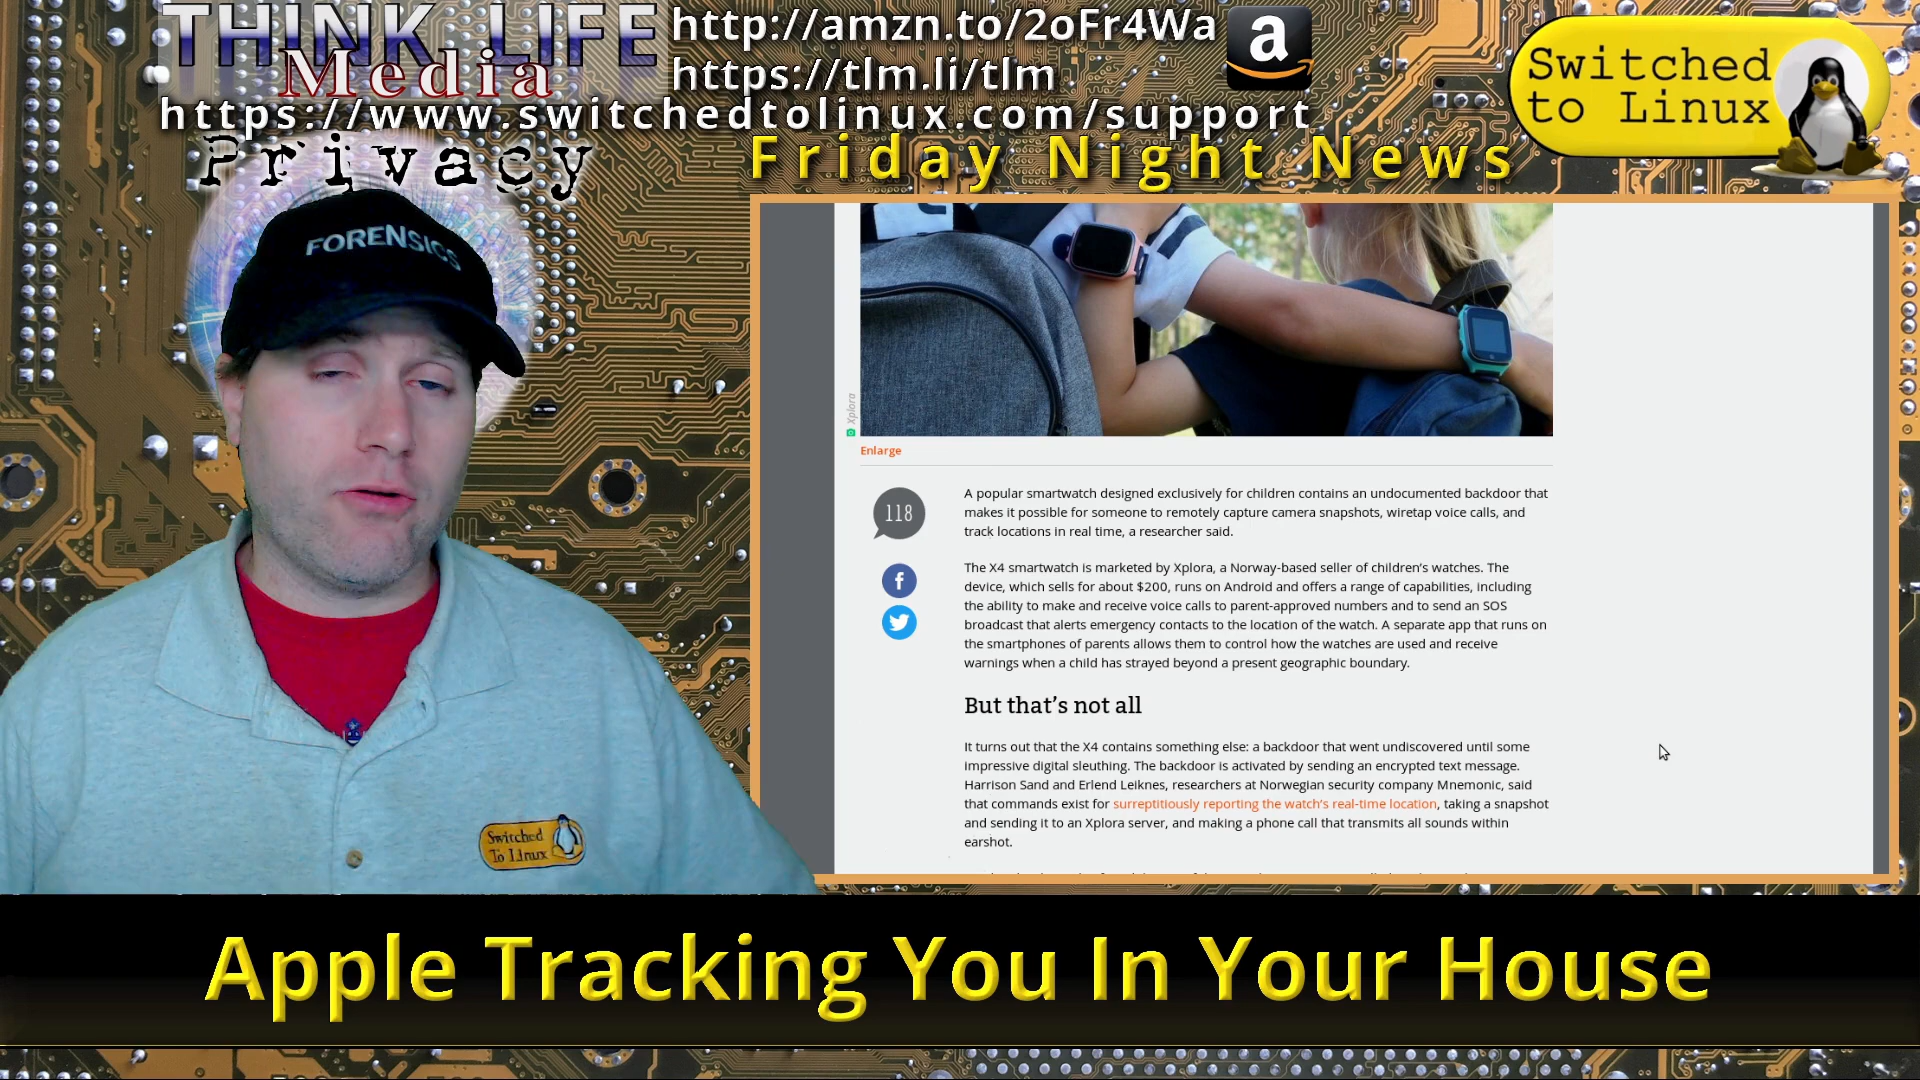 THINK LIFE
Media
http://amzn.to/2oFr4Wa
https://tlm.li/tlm
https://www.switchedtolinux.com/support
a
Switched
to Linux
Privacy
Friday Night News
FORENSICS
Xplora
Enlarge
118
A popular smartwatch designed exclusively for children contains an undocumented backdoor that
makes it possible for someone to remotely capture camera snapshots, wiretap voice calls, and
track locations in real time, a researcher said.
The X4 smartwatch is marketed by Xplora, a Norway-based seller of children's watches. The
device, which sells for about $200, runs on Android and offers a range of capabilities, including
the ability to make and receive voice calls to parent-approved numbers and to send an SOS
broadcast that alerts emergency contacts to the location of the watch. A separate app that runs on
the smartphones of parents allows them to control how the watches are used and receive
warnings when a child has strayed beyond a present geographic boundary.
But that's not all
It turns out that the X4 contains something else: a backdoor that went undiscovered until some
impressive digital sleuthing. The backdoor is activated by sending an encrypted text message.
Harrison Sand and Erlend Leiknes, researchers at Norwegian security company Mnemonic, said
that commands exist for surreptitiously reporting the watch's real-time location, taking a snapshot
and sending it to an Xplora server, and making a phone call that transmits all sounds within
earshot.
Switched
To Linux
Apple Tracking You In Your House